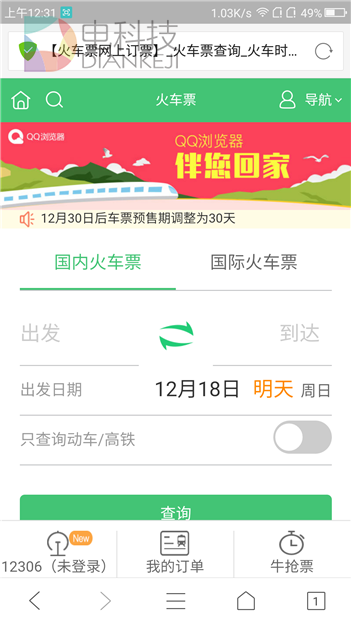 上午12:31 1.03K/s 49%
电科技
DIANKEJI
【火车票网上订票】_火车票查询_火车时
火车票 导航
QQ浏览器
QQ浏览器
伴您回家
12月30日后车票预售期调整为30天
国内火车票 国际火车票
出发 到达
出发日期 12月18日 明天 周日
只查询动车/高铁
查询
New
12306（未登录） 我的订单 牛抢票
1